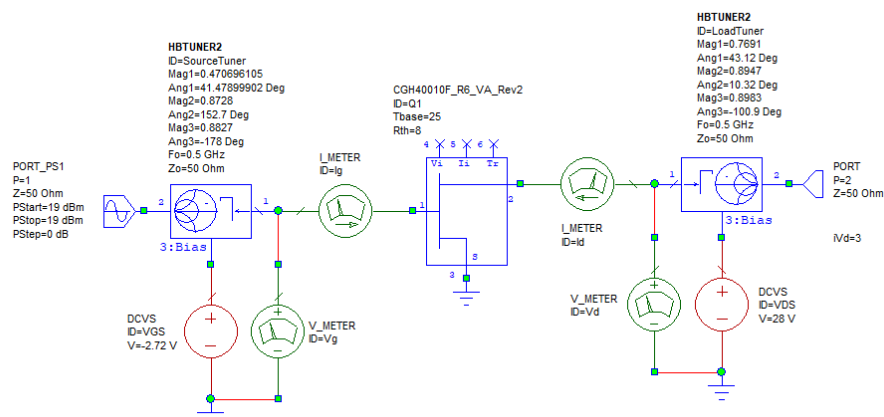 HBTUNER2
ID=SourceTuner
Mag1=0.470696105
Ang1=41.47899902 Deg
Mag2=0.8728
Ang2=152.7 Deg
Mag3=0.8827
Ang3=-178 Deg
Fo=0.5 GHz
Zo=50 Ohm
PORT_PS1
P=1
Z=50 Ohm
PStart=19 dBm
PStop=19 dBm
PStep=0 dB
2
1
3:Bias
I_METER
ID=Ig
DCVS
ID=VGS
V=-2.72 V
V_METER
ID=Vg
CGH40010F_R6_VA_Rev2
ID=Q1
Tbase=25
Rth=8
4 5 6
Vi Ii Tr
1
2
S
3
I_METER
ID=Id
V_METER
ID=Vd
DCVS
ID=VDS
V=28 V
HBTUNER2
ID=LoadTuner
Mag1=0.7691
Ang1=43.12 Deg
Mag2=0.8947
Ang2=10.32 Deg
Mag3=0.8983
Ang3=-100.9 Deg
Fo=0.5 GHz
Zo=50 Ohm
1
2
3:Bias
PORT
P=2
Z=50 Ohm
iVd=3